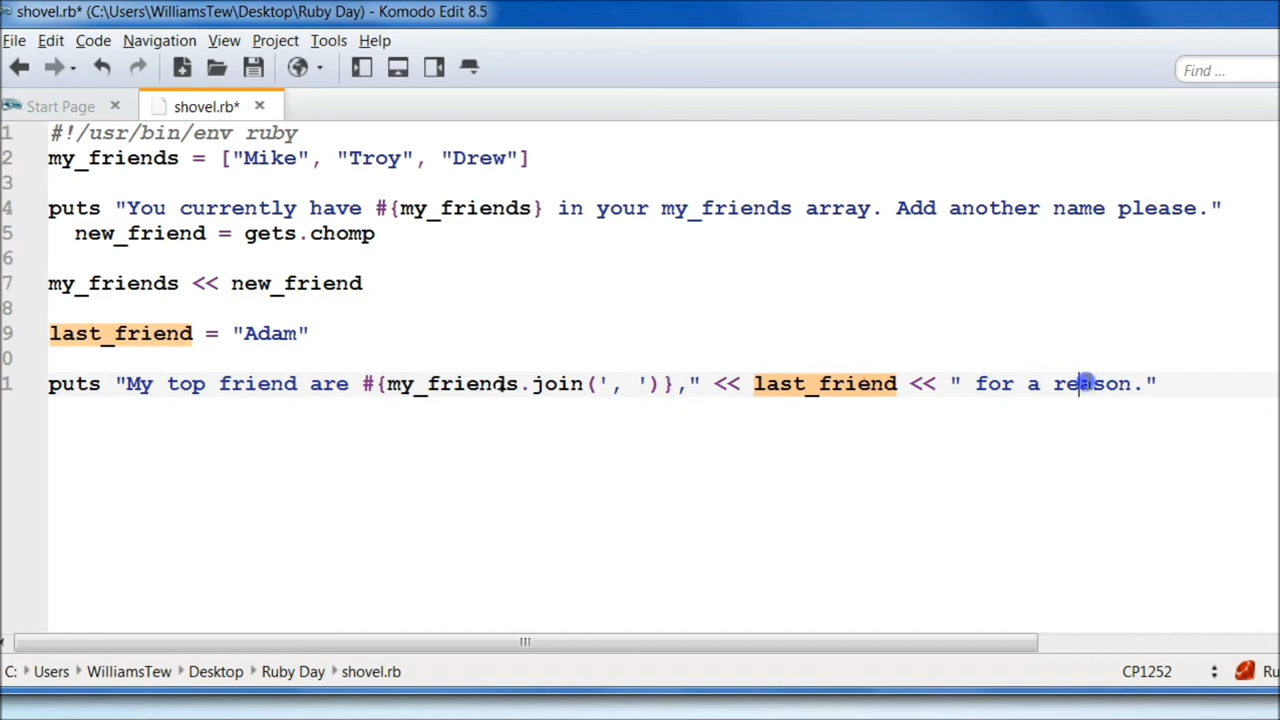 shovel.rb* (C:\Users\WilliamsTew\Desktop\Ruby Day) - Komodo Edit 8.5
File Edit Code Navigation View Project Tools Help
Find ...
Start Page shovel.rb*
1 #!/usr/bin/env ruby
2 my_friends = ["Mike", "Troy", "Drew"]
3
4 puts "You currently have #{my_friends} in your my_friends array. Add another name please."
5 new_friend = gets.chomp
6
7 my_friends << new_friend
8
9 last_friend = "Adam"
0
1 puts "My top friend are #{my_friends.join(', ')}," << last_friend << " for a reason."
C: Users WilliamsTew Desktop Ruby Day shovel.rb CP1252 Ru